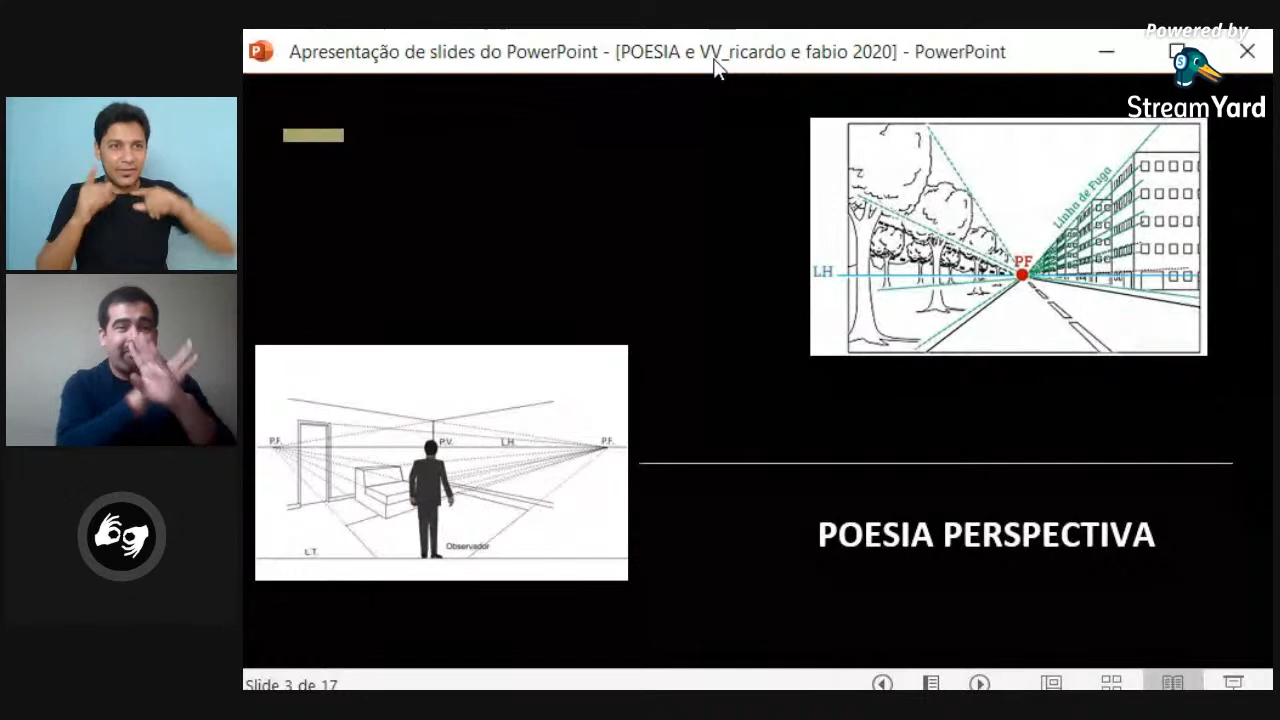 Powered by
StreamYard
Apresentação de slides do PowerPoint - [POESIA e VV_ricardo e fabio 2020] - PowerPoint
Linha de Fuga
PF
LH
P.F.
P.V.
L.H.
P.F.
L.T.
Observador
POESIA PERSPECTIVA
Slide 3 de 17